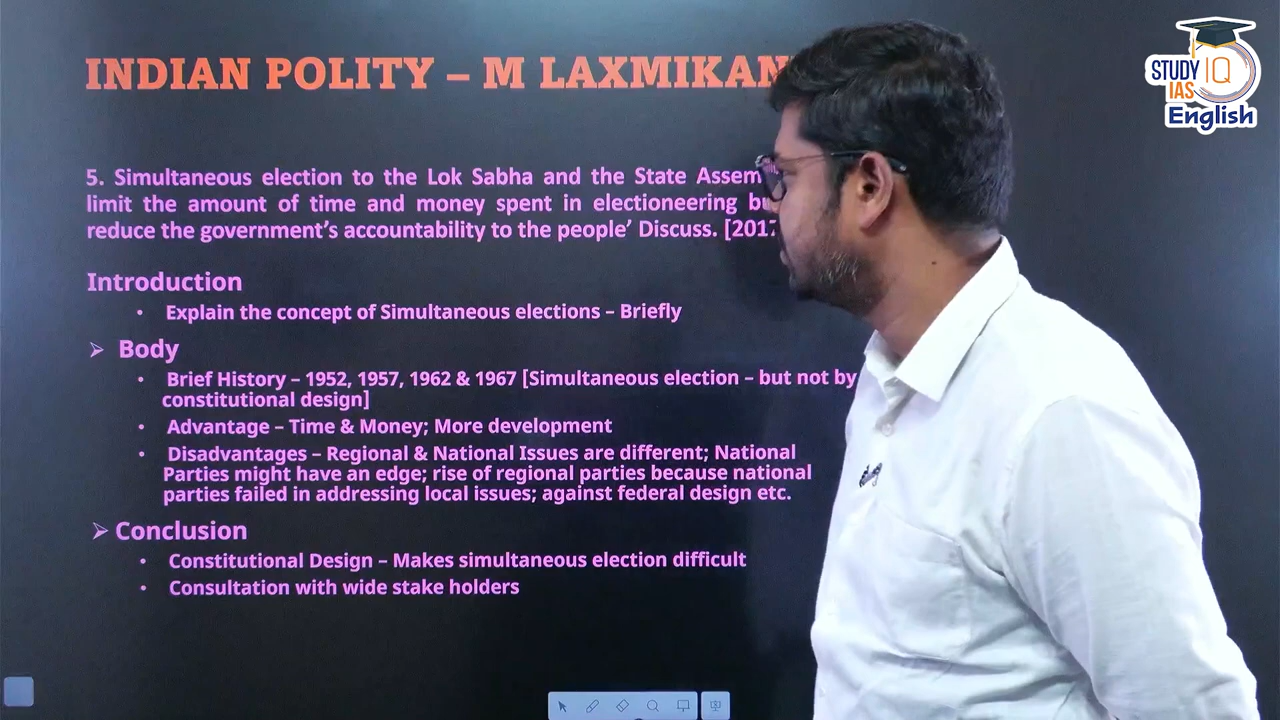 INDIAN POLITY – M LAXMIKAN
STUDY IQ
IAS
English
5. Simultaneous election to the Lok Sabha and the State
limit the amount of time and money spent in electioneering
reduce the government's accountability to the people' Discuss. [2017
Introduction
• Explain the concept of Simultaneous elections – Briefly
➢ Body
• Brief History – 1952, 1957, 1962 & 1967 [Simultaneous election – but not by
constitutional design]
• Advantage – Time & Money; More development
• Disadvantages – Regional & National Issues are different; National
Parties might have an edge; rise of regional parties because national
parties failed in addressing local issues; against federal design etc.
➢ Conclusion
• Constitutional Design – Makes simultaneous election difficult
• Consultation with wide stake holders